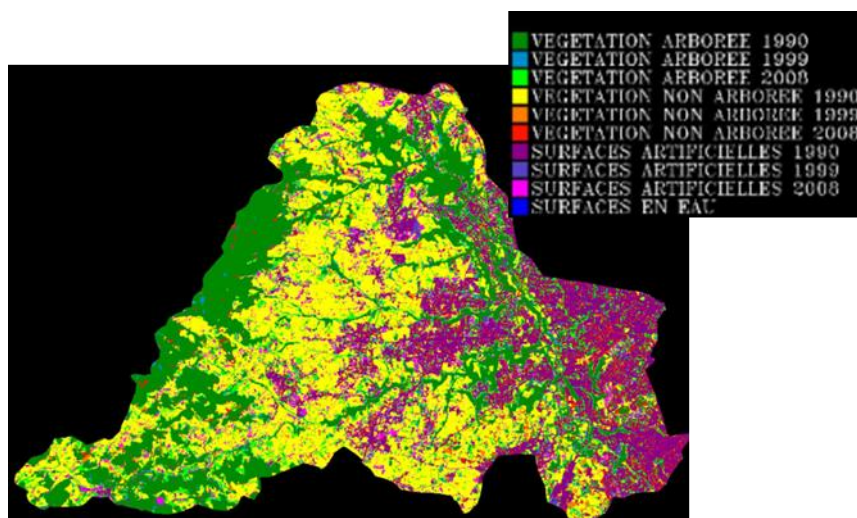 VEGETATION ARBOREE 1990
VEGETATION ARBOREE 1999
VEGETATION ARBOREE 2008
VEGETATION NON ARBOREE 1990
VEGETATION NON ARBOREE 1999
VEGETATION NON ARBOREE 2008
SURFACES ARTIFICIELLES 1990
SURFACES ARTIFICIELLES 1999
SURFACES ARTIFICIELLES 2008
SURFACES EN EAU